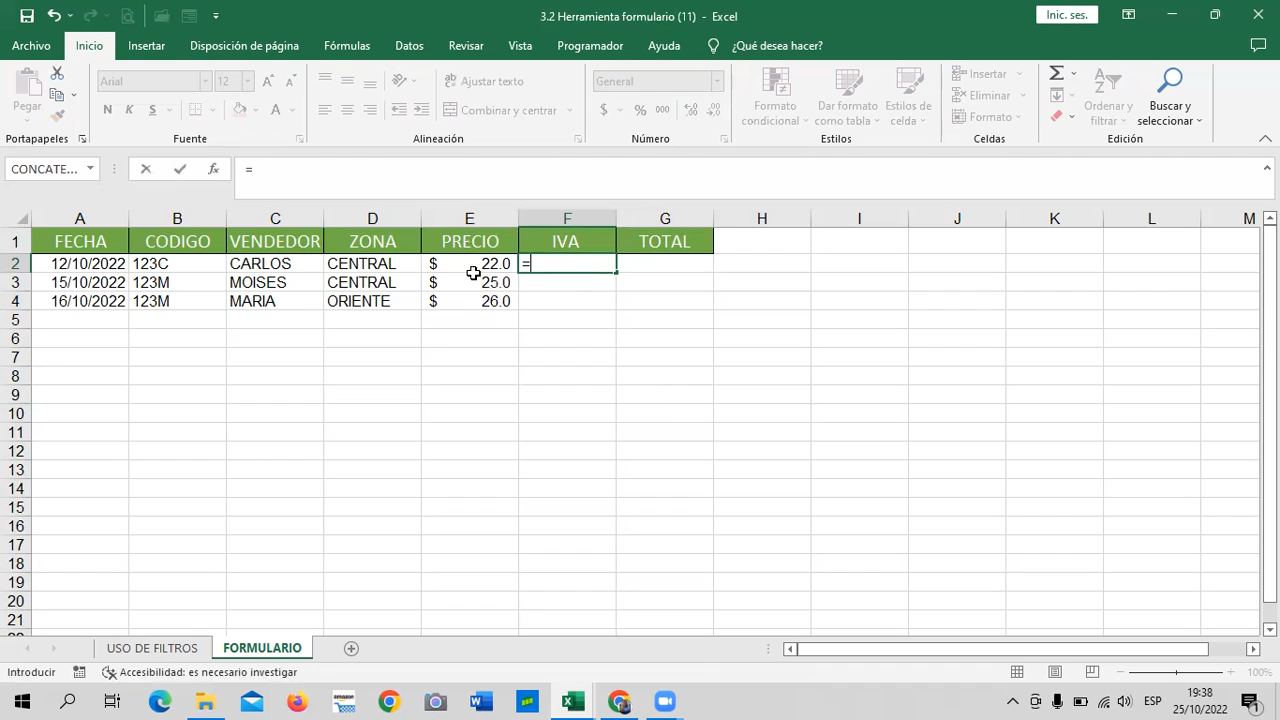 3.2 Herramienta formulario (11) - Excel
Inic. ses.
Archivo Inicio Insertar Disposición de página Fórmulas Datos Revisar Vista Programador Ayuda ¿Qué desea hacer?
Pegar
Arial 12
N K S
Ajustar texto
Combinar y centrar
General
$ % 000
Formato condicional
Dar formato como tabla
Estilos de celda
Insertar
Eliminar
Formato
Ordenar y filtrar
Buscar y seleccionar
Portapapeles Fuente Alineación Número Estilos Celdas Edición
CONCATE... fx =
A B C D E F G H I J K L M
1 FECHA CODIGO VENDEDOR ZONA PRECIO IVA TOTAL
2 12/10/2022 123C CARLOS CENTRAL $ 22.0 =
3 15/10/2022 123M MOISES CENTRAL $ 25.0
4 16/10/2022 123M MARIA ORIENTE $ 26.0
5
6
7
8
9
10
11
12
13
14
15
16
17
18
19
20
21
USO DE FILTROS FORMULARIO
Introducir Accesibilidad: es necesario investigar 100%
ESP
19:38
25/10/2022